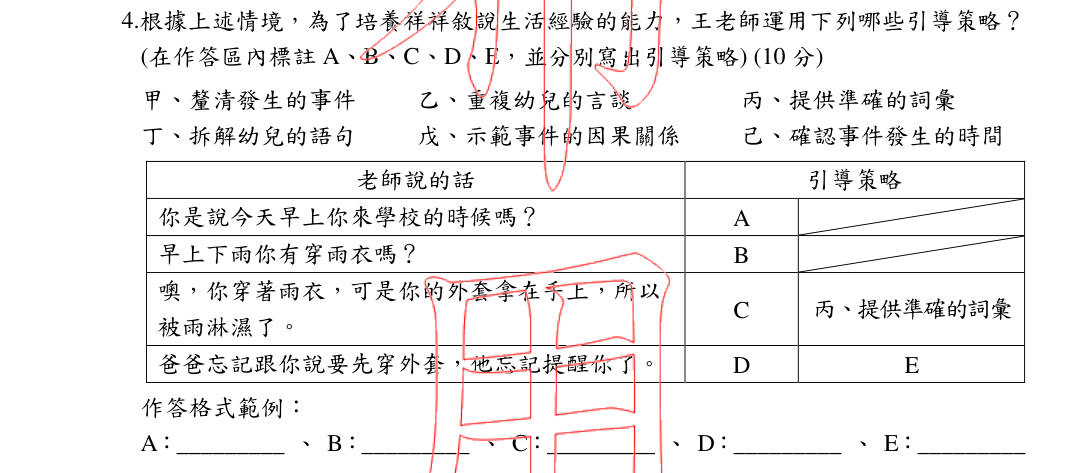 4.根據上述情境，為了培養祥祥敘說生活經驗的能力，王老師運用下列哪些引導策略？
(在作答區內標註 A、B、C、D、E，並分別寫出引導策略) (10 分)
甲、釐清發生的事件 乙、重複幼兒的言談 丙、提供準確的詞彙
丁、拆解幼兒的語句 戊、示範事件的因果關係 己、確認事件發生的時間
老師說的話 引導策略
你是說今天早上你來學校的時候嗎？ A
早上下雨你有穿雨衣嗎？ B
噢，你穿著雨衣，可是你的外套拿在手上，所以
被雨淋濕了。 C 丙、提供準確的詞彙
爸爸忘記跟你說要先穿外套，他忘記提醒你了。 D E
作答格式範例：
A：_________ 、 B：_________ 、 C：_________ 、 D：_________ 、 E：_________
用